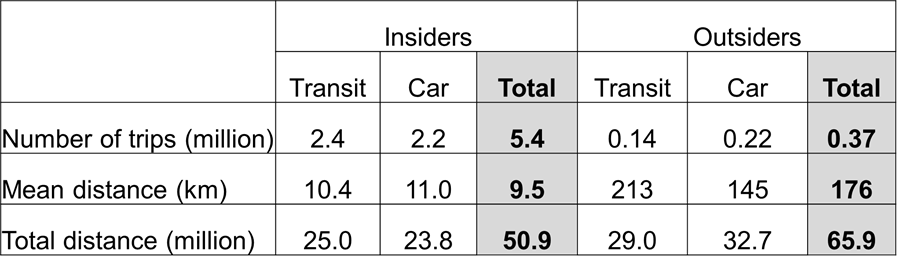 Insiders Outsiders
Transit Car Total Transit Car Total
Number of trips (million) 2.4 2.2 5.4 0.14 0.22 0.37
Mean distance (km) 10.4 11.0 9.5 213 145 176
Total distance (million) 25.0 23.8 50.9 29.0 32.7 65.9